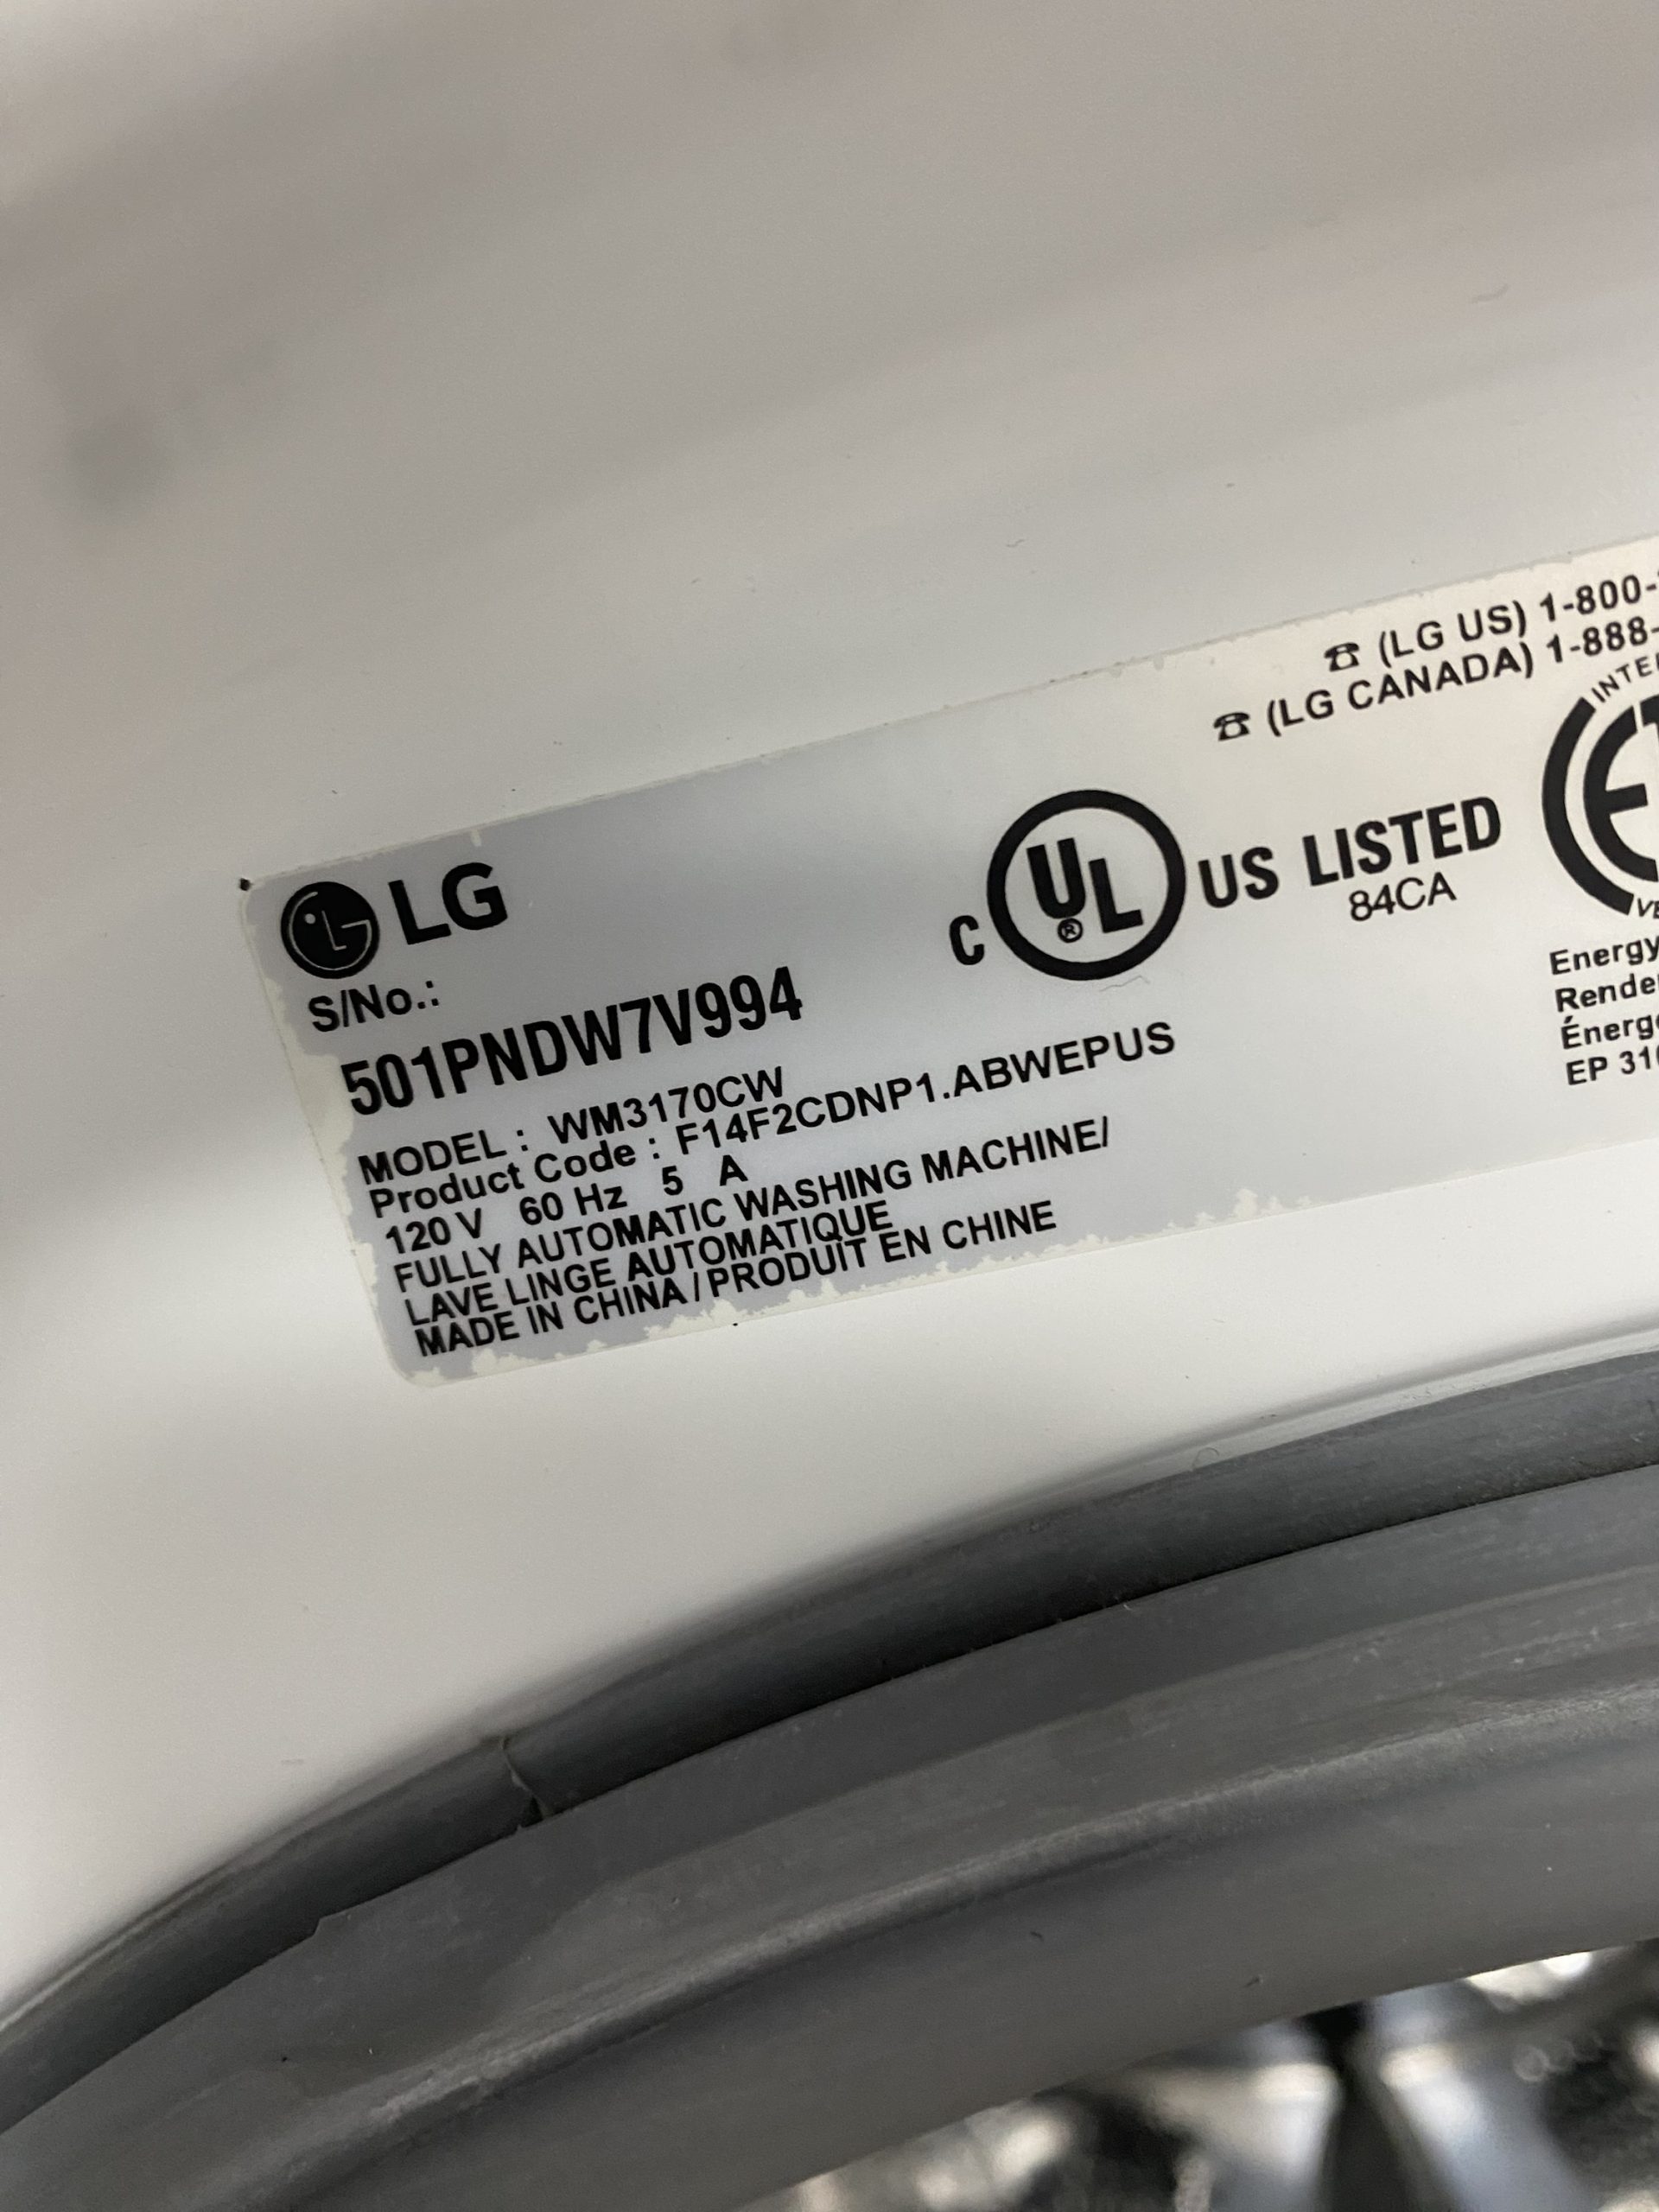 ☎ (LG US) 1-800-
☎ (LG CANADA) 1-888-
LG
S/No.:
501PNDW7V994
MODEL : WM3170CW
Product Code : F14F2CDNP1.ABWEPUS
120 V 60 Hz 5 A
FULLY AUTOMATIC WASHING MACHINE/
LAVE LINGE AUTOMATIQUE
MADE IN CHINA / PRODUIT EN CHINE
C UL® US LISTED
84CA
Energy
EP 31